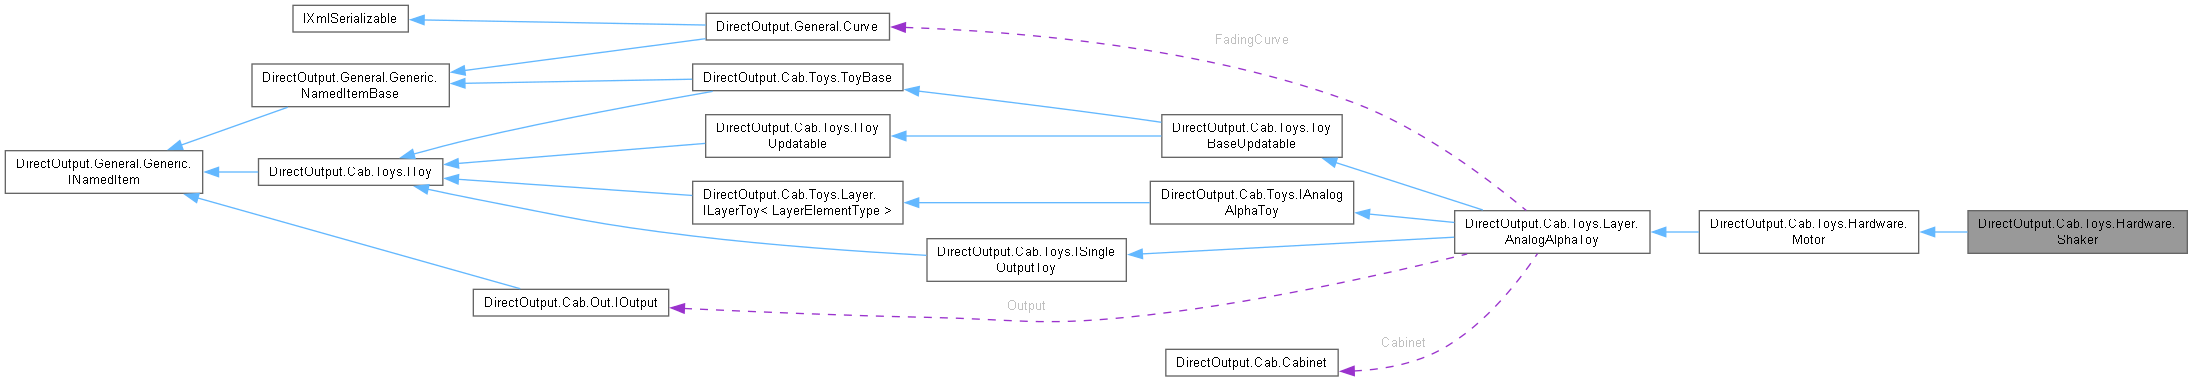 IXmlSerializable
DirectOutput.General.Curve
FadingCurve
DirectOutput.General.Generic.
NamedItemBase
DirectOutput.Cab.Toys.ToyBase
DirectOutput.Cab.Toys.IToy
Updatable
DirectOutput.Cab.Toys.Toy
BaseUpdatable
DirectOutput.General.Generic.
INamedItem
DirectOutput.Cab.Toys.IToy
DirectOutput.Cab.Toys.Layer.
ILayerToy< LayerElementType >
DirectOutput.Cab.Toys.IAnalog
AlphaToy
DirectOutput.Cab.Toys.Layer.
AnalogAlphaToy
DirectOutput.Cab.Toys.Hardware.
Motor
DirectOutput.Cab.Toys.Hardware.
Shaker
DirectOutput.Cab.Toys.ISingle
OutputToy
DirectOutput.Cab.Out.IOutput
Output
Cabinet
DirectOutput.Cab.Cabinet